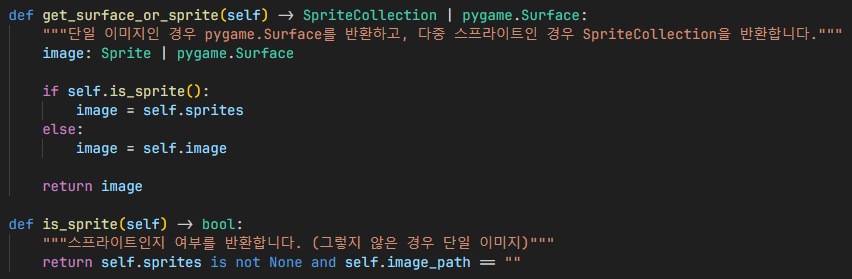 def get_surface_or_sprite(self) -> SpriteCollection | pygame.Surface:
    """단일 이미지인 경우 pygame.Surface를 반환하고, 다중 스프라이트인 경우 SpriteCollection을 반환합니다."""
    image: Sprite | pygame.Surface

    if self.is_sprite():
        image = self.sprites
    else:
        image = self.image

    return image

def is_sprite(self) -> bool:
    """스프라이트인지 여부를 반환합니다. (그렇지 않은 경우 단일 이미지)"""
    return self.sprites is not None and self.image_path == ""